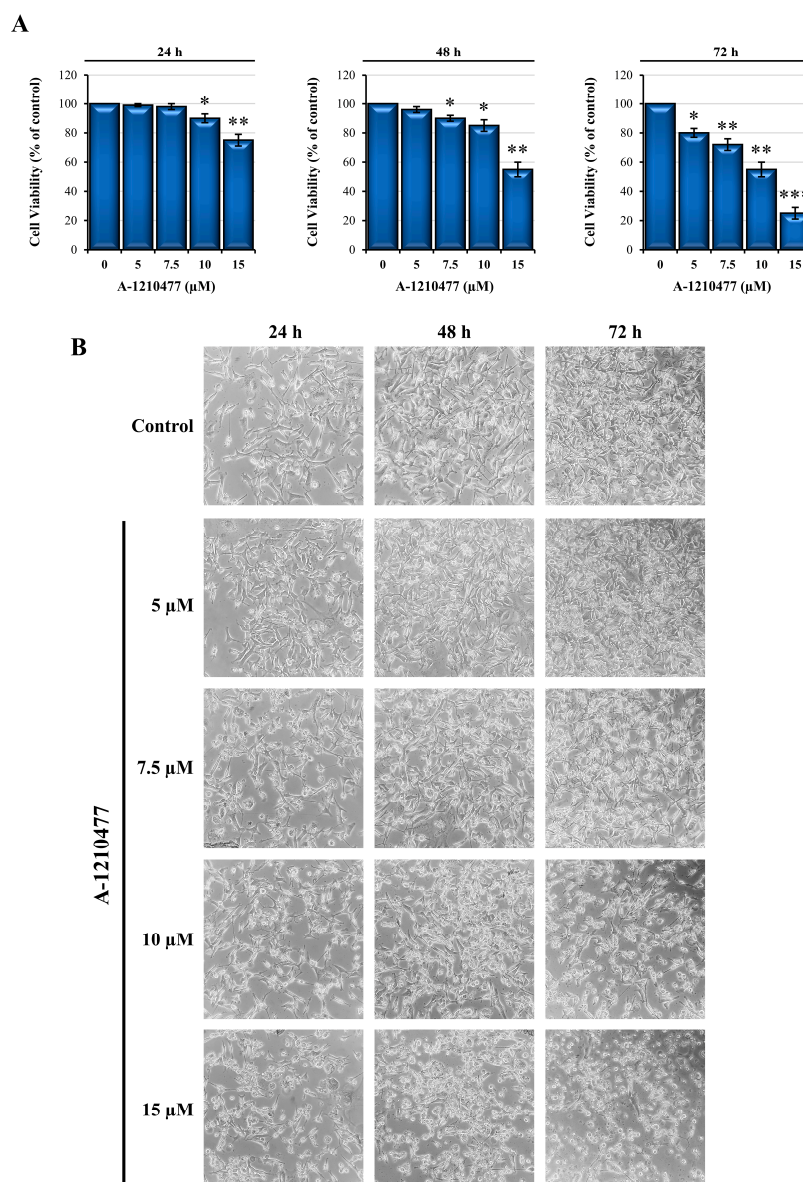 A
24 h
48 h
72 h
Cell Viability (% of control)
120
100
80
60
40
20
0
*
**
0 5 7.5 10 15
A-1210477 (µM)
Cell Viability (% of control)
120
100
80
60
40
20
0
*
*
**
0 5 7.5 10 15
A-1210477 (µM)
Cell Viability (% of control)
120
100
80
60
40
20
0
*
**
**
***
0 5 7.5 10 15
A-1210477 (µM)
B
24 h 48 h 72 h
Control
A-1210477
5 µM
7.5 µM
10 µM
15 µM